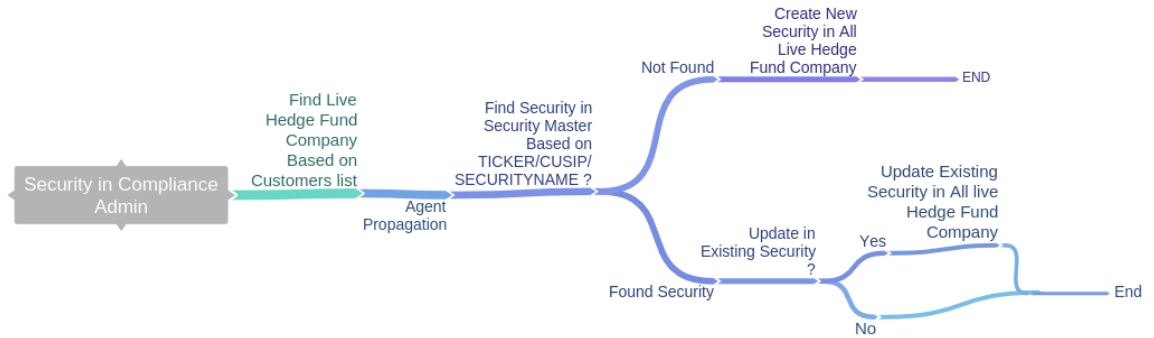 Security in Compliance
Admin
Find Live
Hedge Fund
Company
Based on
Customers list
Agent
Propagation
Find Security in
Security Master
Based on
TICKER/CUSIP/
SECURITYNAME ?
Not Found
Create New
Security in All
Live Hedge
Fund Company
END
Found Security
Update in
Existing Security
?
Yes
Update Existing
Security in All live
Hedge Fund
Company
No
End